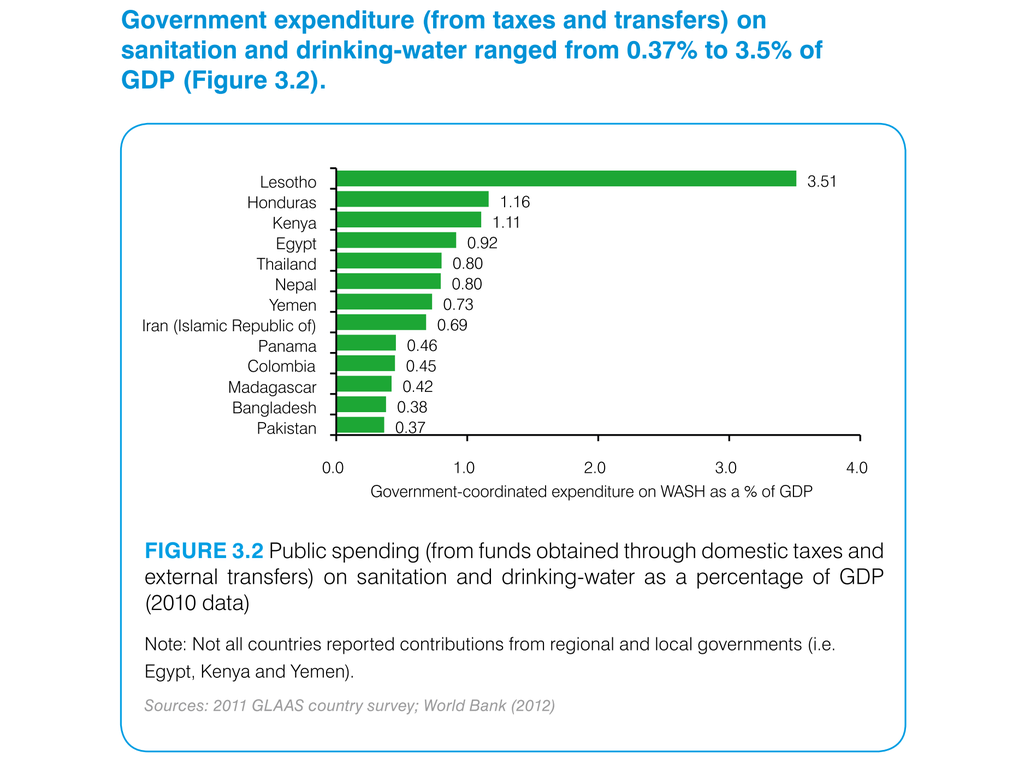 Government expenditure (from taxes and transfers) on
sanitation and drinking-water ranged from 0.37% to 3.5% of
GDP (Figure 3.2).
Lesotho 3.51
Honduras 1.16
Kenya 1.11
Egypt 0.92
Thailand 0.80
Nepal 0.80
Yemen 0.73
Iran (Islamic Republic of) 0.69
Panama 0.46
Colombia 0.45
Madagascar 0.42
Bangladesh 0.38
Pakistan 0.37
0.0 1.0 2.0 3.0 4.0
Government-coordinated expenditure on WASH as a % of GDP
FIGURE 3.2 Public spending (from funds obtained through domestic taxes and
external transfers) on sanitation and drinking-water as a percentage of GDP
(2010 data)
Note: Not all countries reported contributions from regional and local governments (i.e.
Egypt, Kenya and Yemen).
Sources: 2011 GLAAS country survey; World Bank (2012)